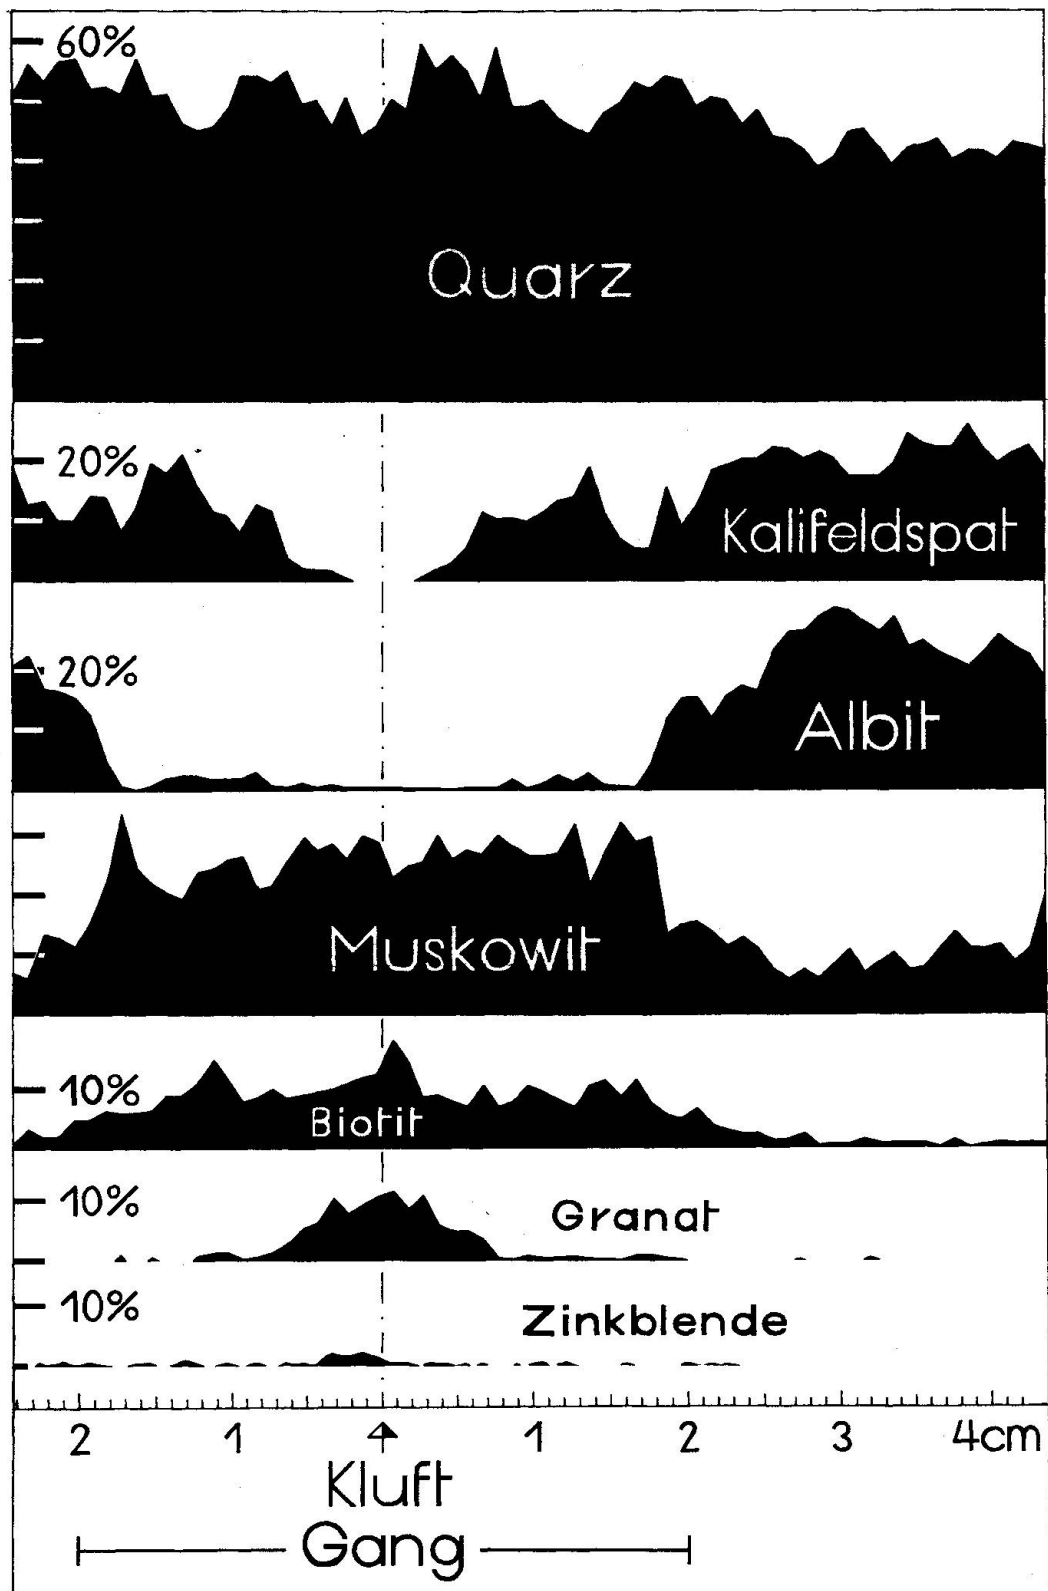 60%
Quarz
20%
Kalifeldspat
20%
Albit
Muskowit
10%
Biotit
10%
Granat
10%
Zinkblende
2 1 1 2 3 4cm
Kluft
Gang